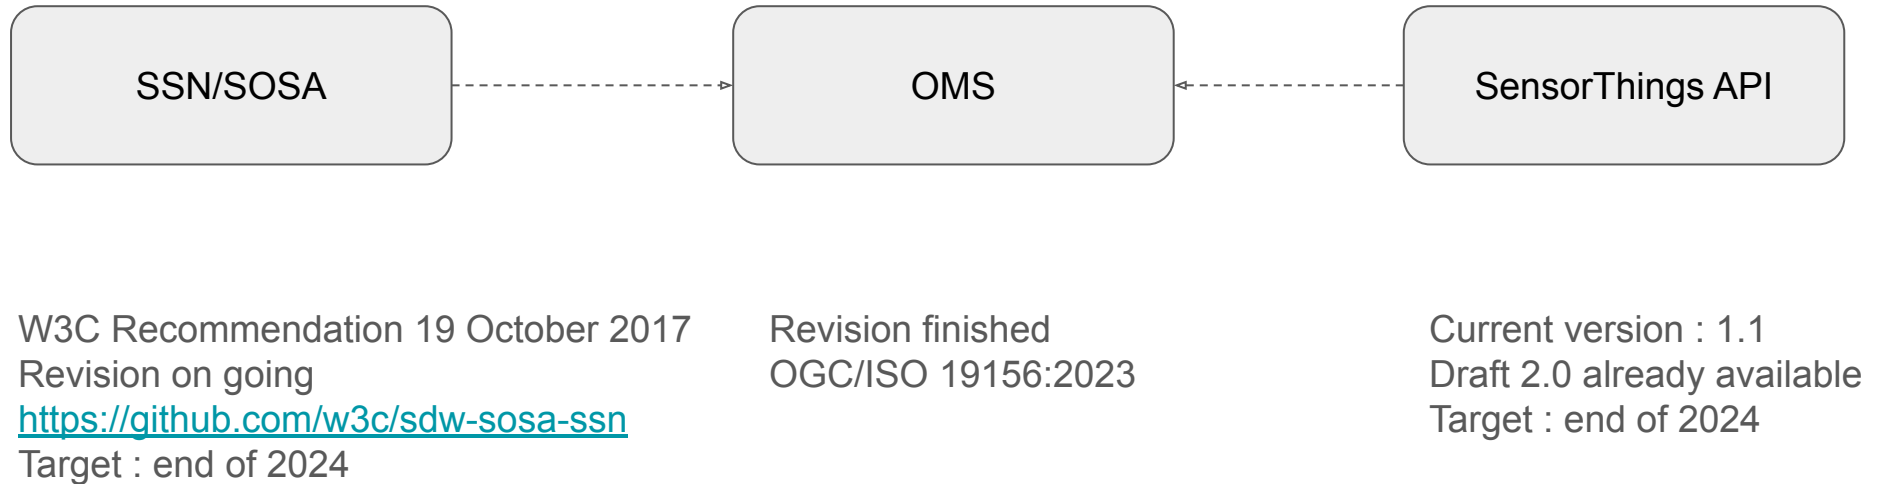 SSN/SOSA
OMS
SensorThings API
W3C Recommendation 19 October 2017
Revision on going
https://github.com/w3c/sdw-sosa-ssn
Target : end of 2024
Revision finished
OGC/ISO 19156:2023
Current version : 1.1
Draft 2.0 already available
Target : end of 2024